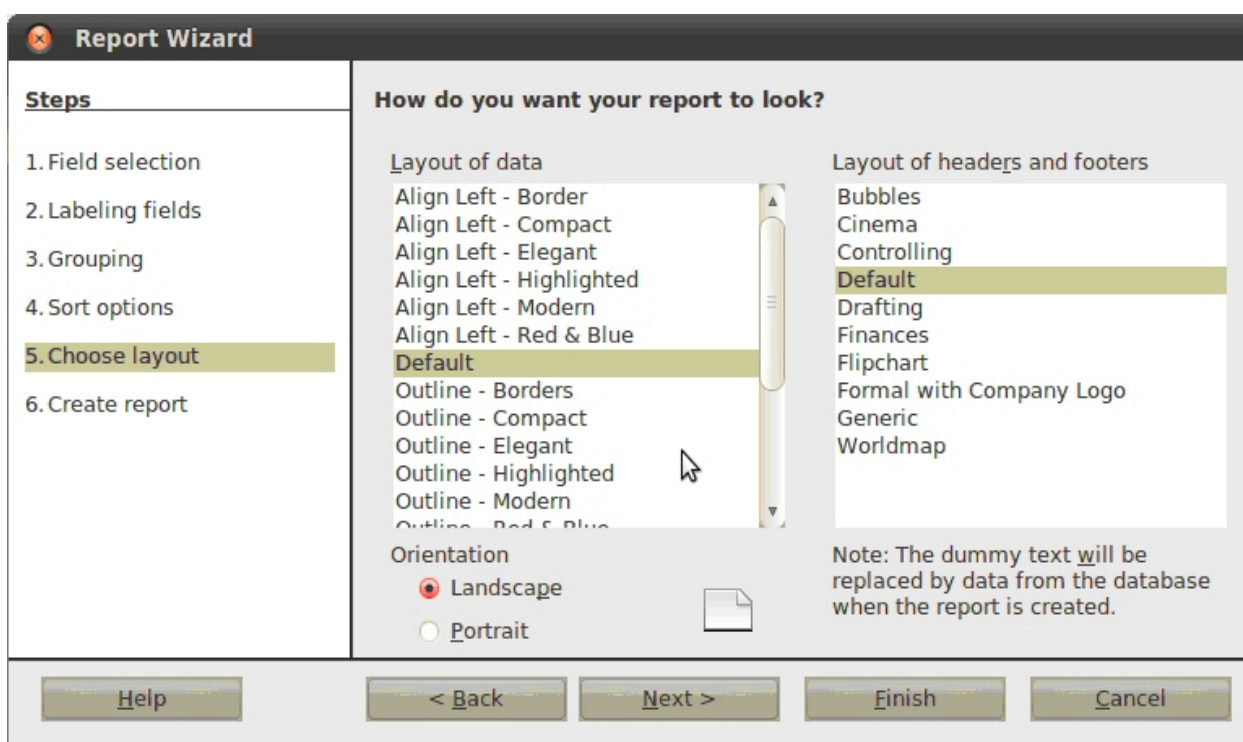 Report Wizard
Steps
1. Field selection
2. Labeling fields
3. Grouping
4. Sort options
5. Choose layout
6. Create report
How do you want your report to look?
Layout of data
Align Left - Border
Align Left - Compact
Align Left - Elegant
Align Left - Highlighted
Align Left - Modern
Align Left - Red & Blue
Default
Outline - Borders
Outline - Compact
Outline - Elegant
Outline - Highlighted
Outline - Modern
Outline - Red & Blue
Layout of headers and footers
Bubbles
Cinema
Controlling
Default
Drafting
Finances
Flipchart
Formal with Company Logo
Generic
Worldmap
Orientation
Landscape
Portrait
Note: The dummy text will be
replaced by data from the database
when the report is created.
Help
< Back
Next >
Finish
Cancel